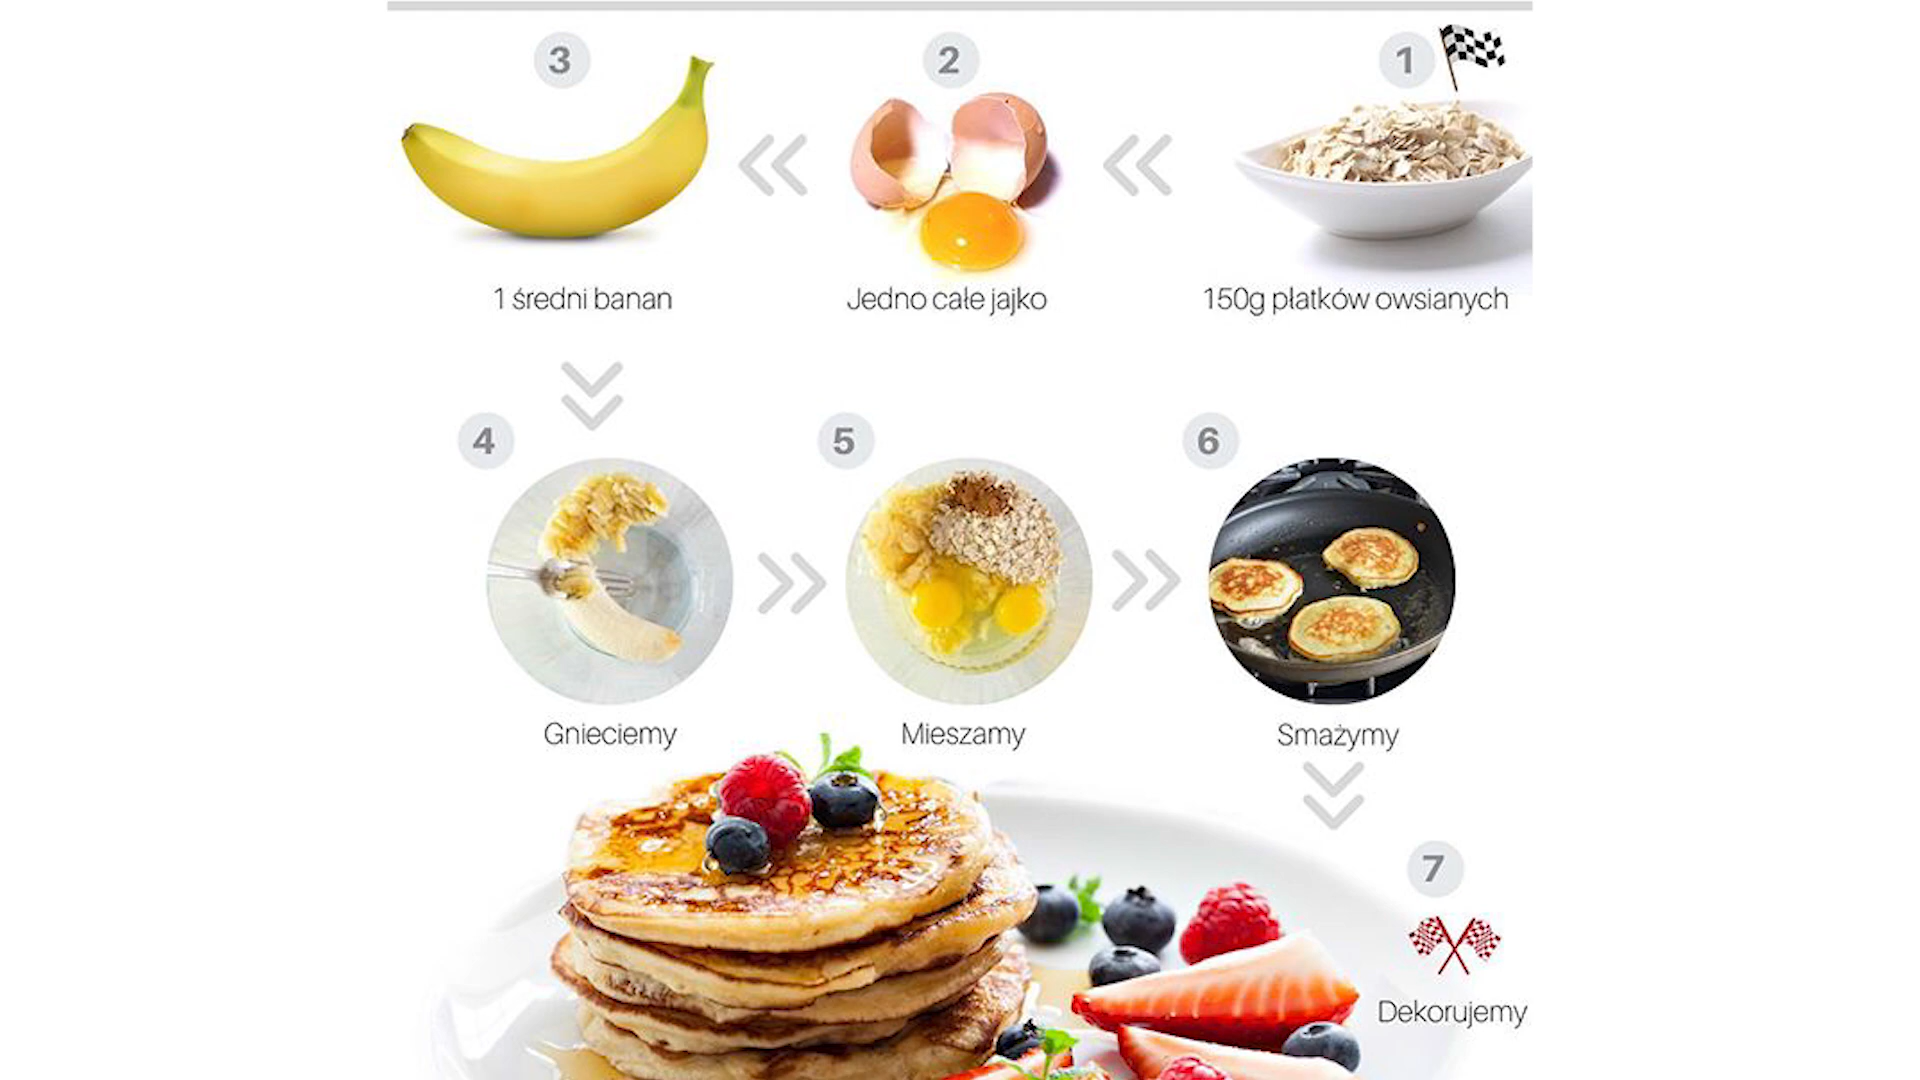 3
2
1
1 średni banan
Jedno całe jajko
150g płatków owsianych
4
5
6
Gnieciemy
Mieszamy
Smażymy
7
Dekorujemy